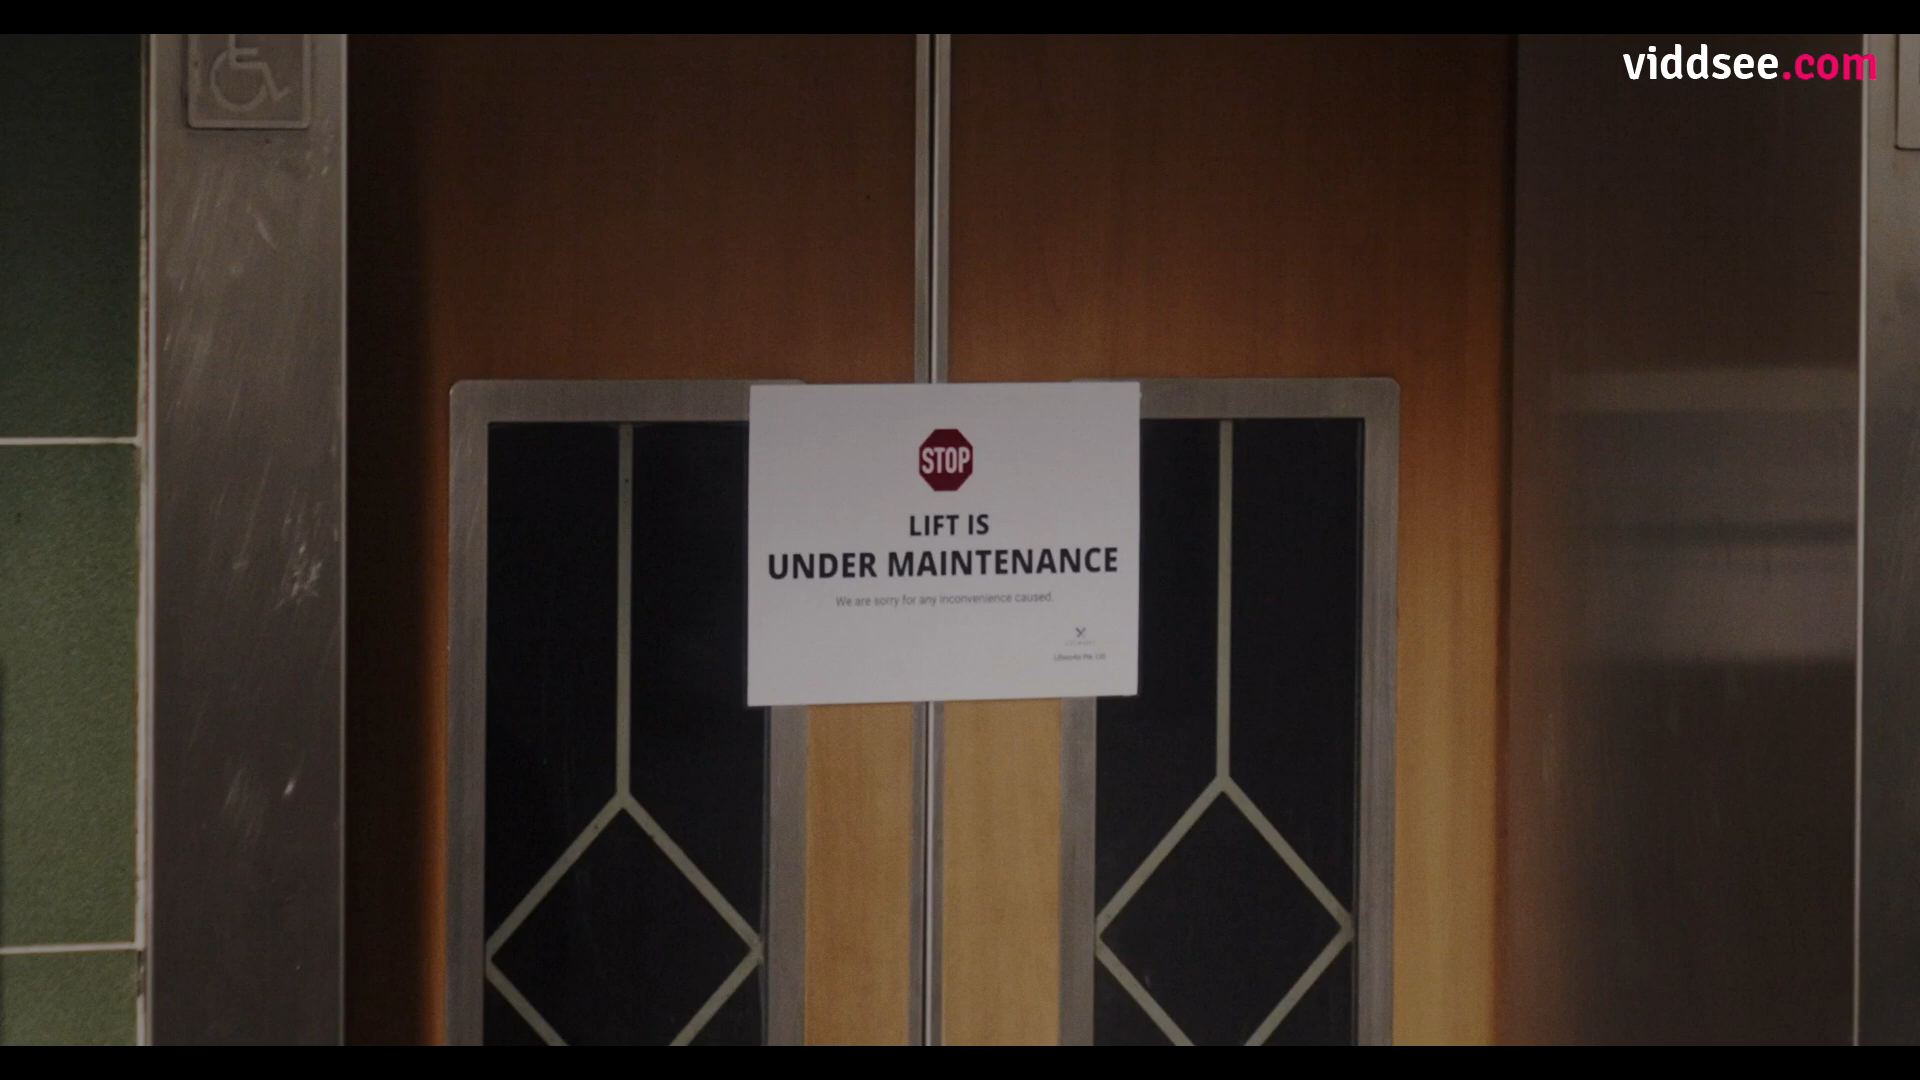 viddsee.com
STOP
LIFT IS
UNDER MAINTENANCE
We are sorry for any inconvenience caused.